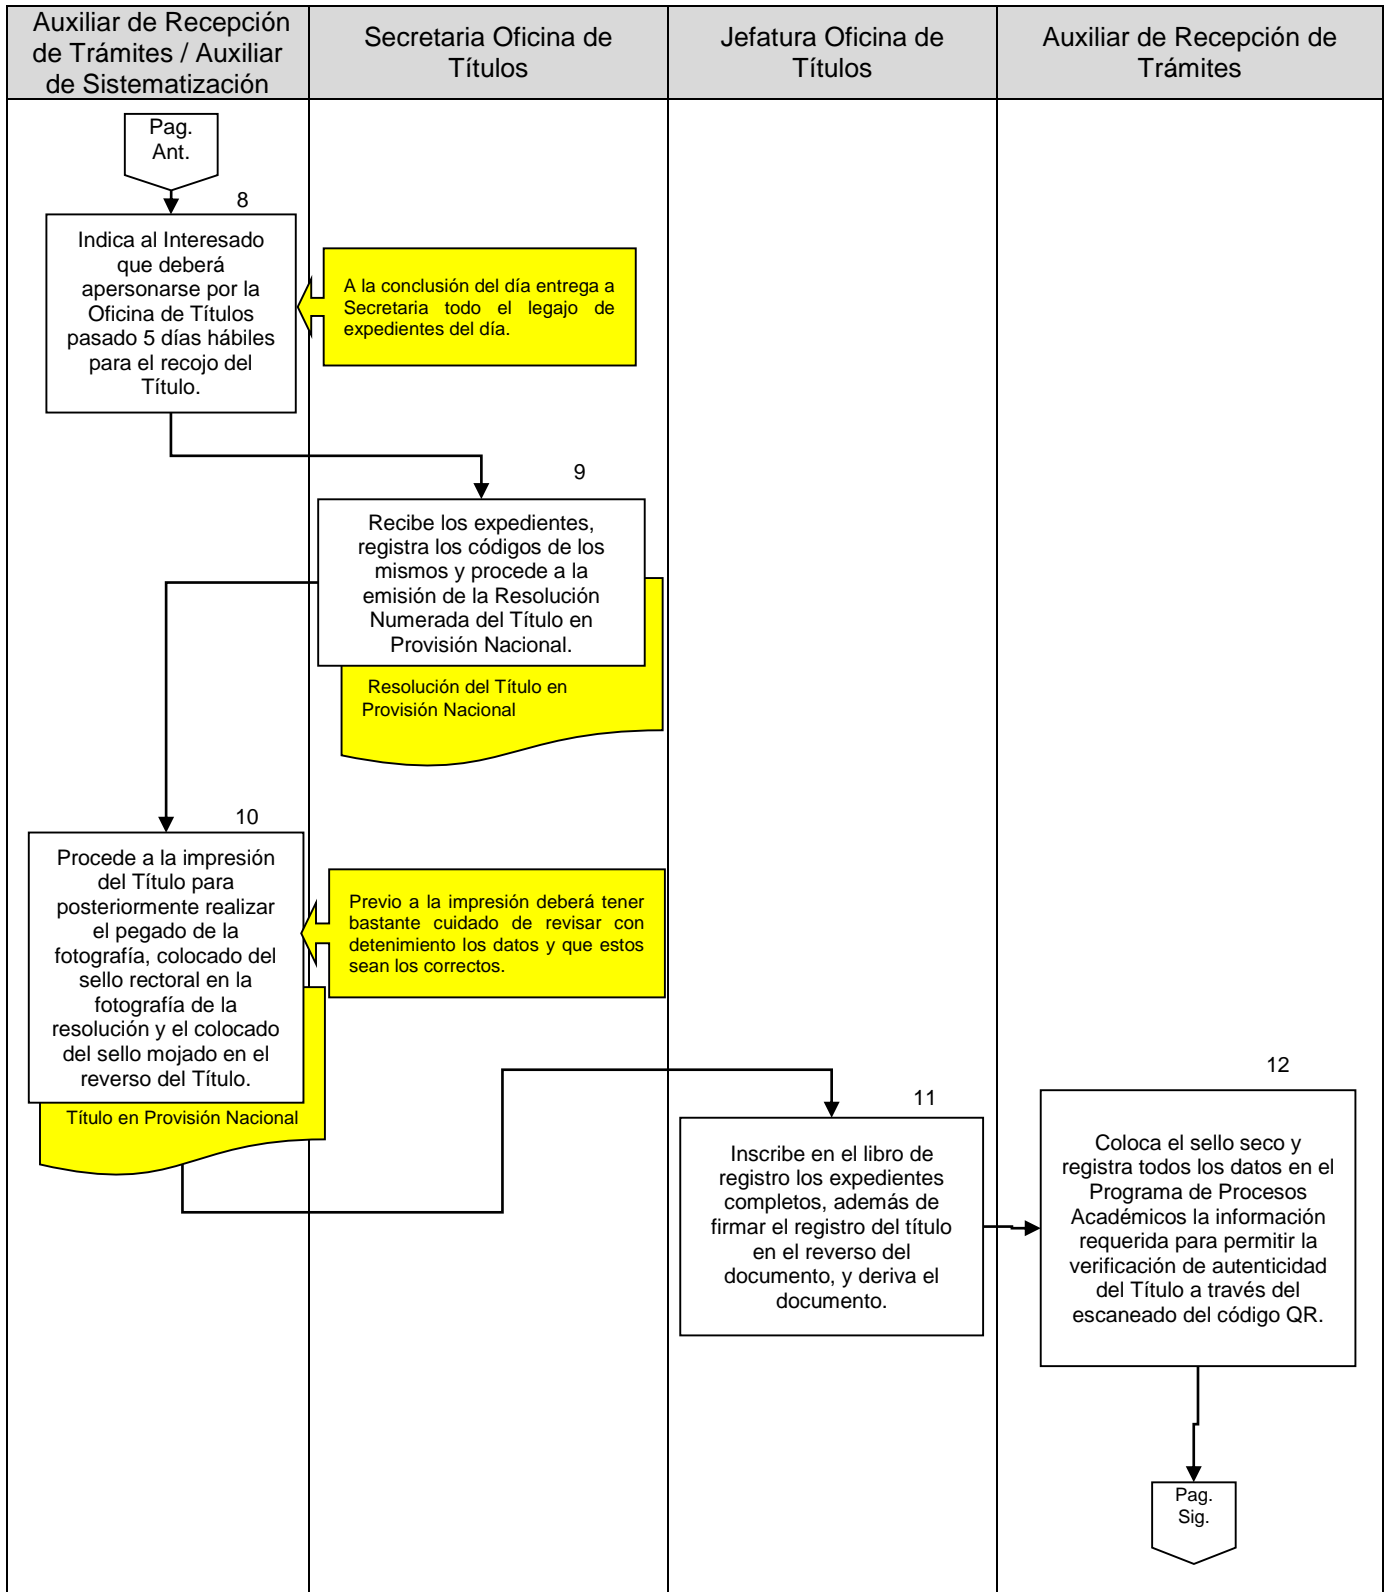 Auxiliar de Recepción
de Trámites / Auxiliar
de Sistematización
Secretaria Oficina de
Títulos
Jefatura Oficina de
Títulos
Auxiliar de Recepción de
Trámites
Pag.
Ant.
8
Indica al Interesado
que deberá
apersonarse por la
Oficina de Títulos
pasado 5 días hábiles
para el recojo del
Título.
A la conclusión del día entrega a
Secretaria todo el legajo de
expedientes del día.
9
Recibe los expedientes,
registra los códigos de los
mismos y procede a la
emisión de la Resolución
Numerada del Título en
Provisión Nacional.
Resolución del Título en
Provisión Nacional
10
Procede a la impresión
del Título para
posteriormente realizar
el pegado de la
fotografía, colocado del
sello rectoral en la
fotografía de la
resolución y el colocado
del sello mojado en el
reverso del Título.
Título en Provisión Nacional
Previo a la impresión deberá tener
bastante cuidado de revisar con
detenimiento los datos y que estos
sean los correctos.
11
Inscribe en el libro de
registro los expedientes
completos, además de
firmar el registro del título
en el reverso del
documento, y deriva el
documento.
12
Coloca el sello seco y
registra todos los datos en el
Programa de Procesos
Académicos la información
requerida para permitir la
verificación de autenticidad
del Título a través del
escaneado del código QR.
Pag.
Sig.